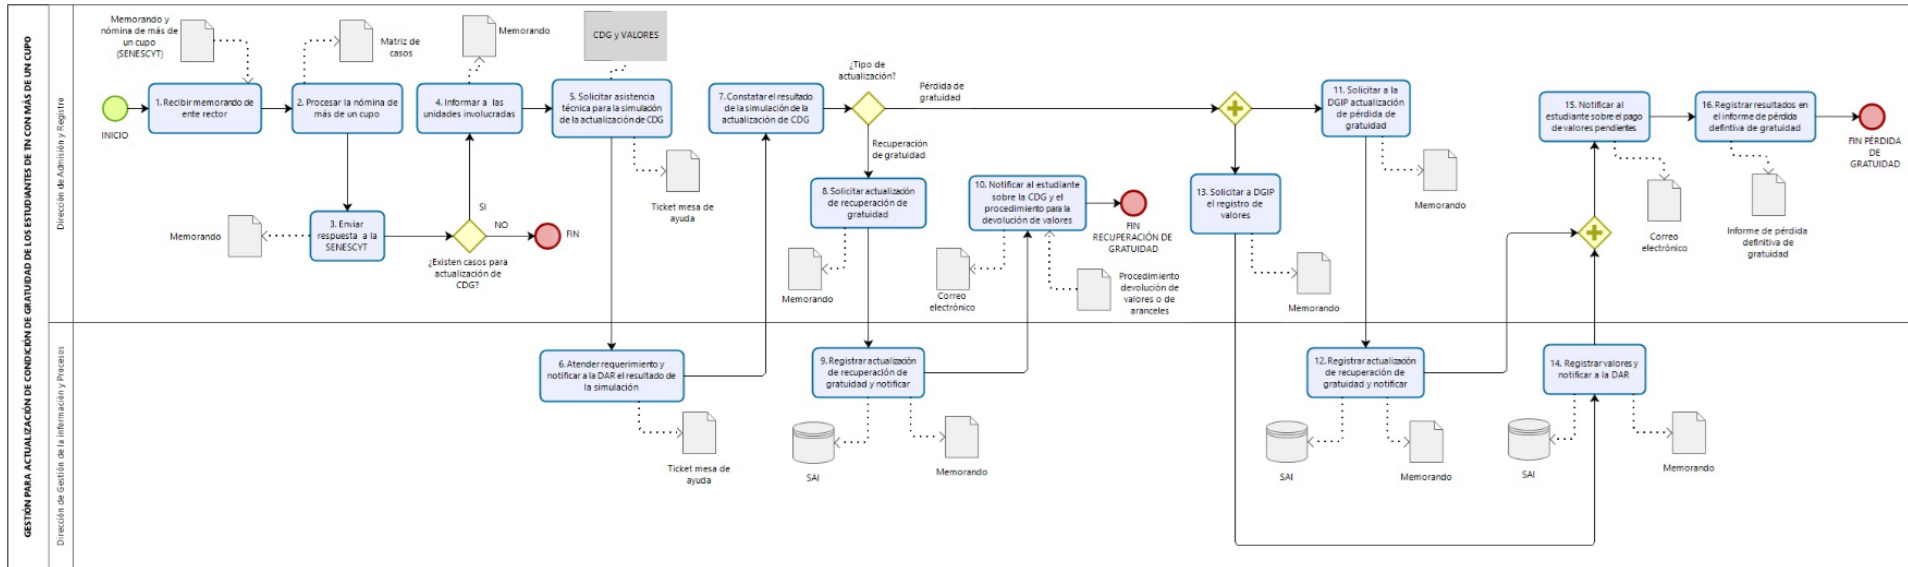 GESTIÓN PARA ACTUALIZACIÓN DE CONDICIÓN DE GRATUIDAD DE LOS ESTUDIANTES DE TN CON MÁS DE UN CUPO
Dirección de Admisión y Registro
Memorando y
nómina de más de
un cupo
(SENESCYT)
INICIO
1. Recibir memorando de
ente rector
Matriz de
casos
2. Procesar la nómina de
más de un cupo
Memorando
3. Enviar
respuesta a la
SENESCYT
¿Existen casos para
actualización de
CDG?
SI
NO
FIN
Memorando
4. Informar a las
unidades involucradas
CDG y VALORES
5. Solicitar asistencia
técnica para la simulación
de la actualización de CDG
Ticket mesa de
ayuda
7. Constatar el resultado
de la simulación de la
actualización de CDG
¿Tipo de
actualización?
Pérdida de
gratuidad
Recuperación
de gratuidad
8. Solicitar actualización
de recuperación de
gratuidad
Memorando
10. Notificar al estudiante
sobre la CDG y el
procedimiento para la
devolución de valores
Correo
electrónico
Procedimiento
devolución de
valores o de
aranceles
FIN
RECUPERACIÓN DE
GRATUIDAD
11. Solicitar a la
DGIP actualización
de pérdida de
gratuidad
Memorando
13. Solicitar a DGIP
el registro de
valores
Memorando
15. Notificar al
estudiante sobre el pago
de valores pendientes
Correo
electrónico
16. Registrar resultados en
el informe de pérdida
defintiva de gratuidad
Informe de pérdida
definitiva de
gratuidad
FIN PÉRDIDA
DE
GRATUIDAD
Dirección de Gestión de la información y Procesos
6. Atender requerimiento y
notificar a la DAR el resultado de
la simulación
Ticket mesa de
ayuda
9. Registrar actualización
de recuperación de
gratuidad y notificar
SAI
Memorando
12. Registrar actualización
de recuperación de
gratuidad y notificar
SAI
Memorando
14. Registrar valores y
notificar a la DAR
SAI
Memorando